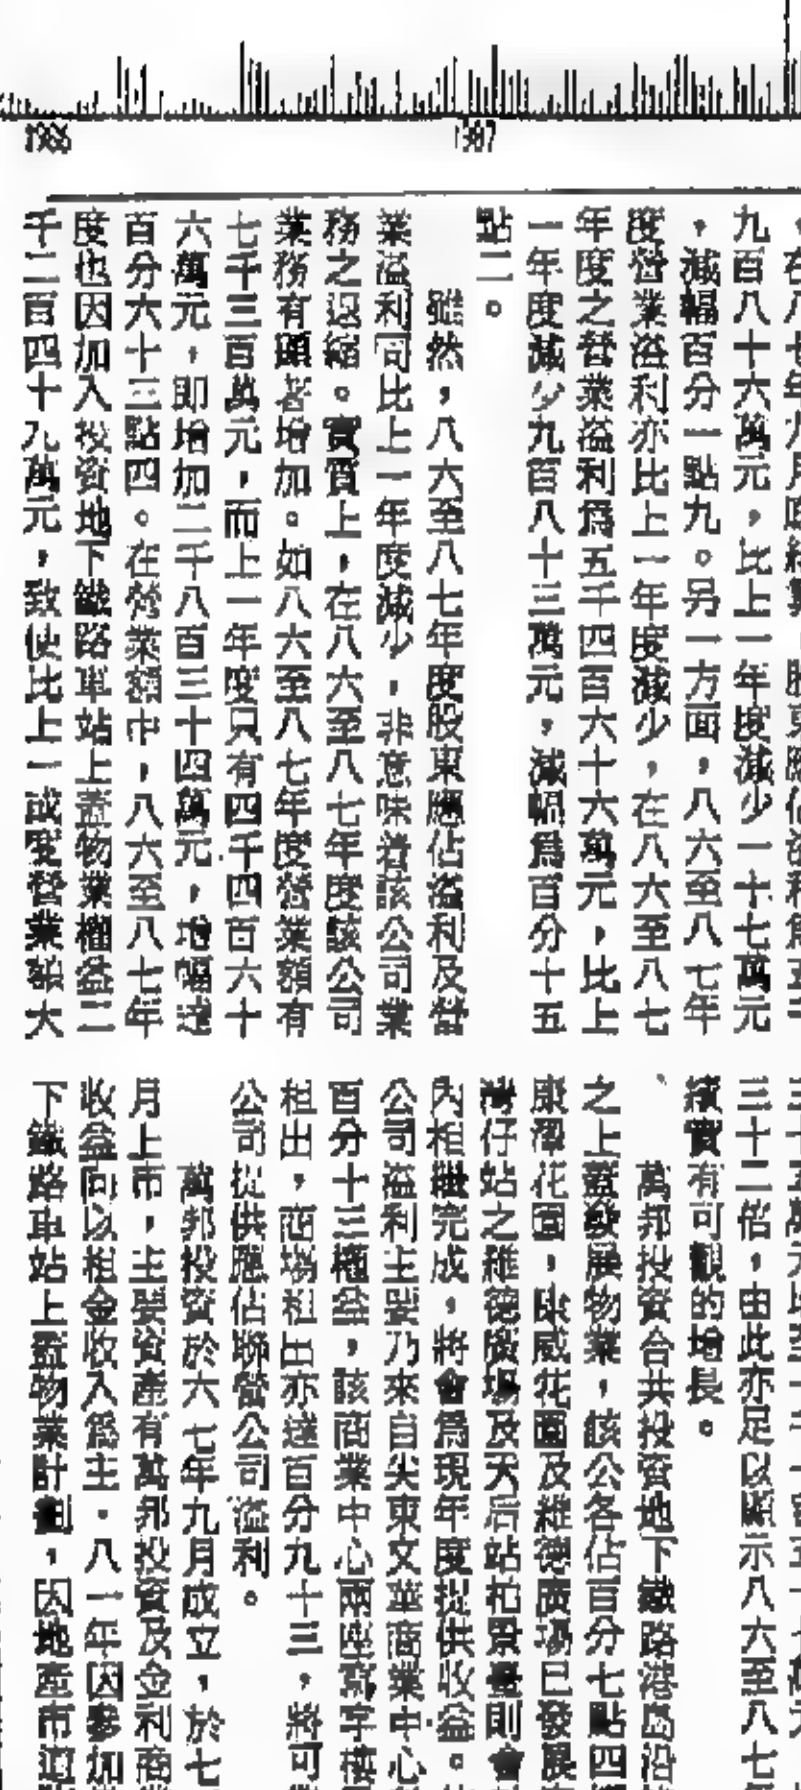 1986
1987
九百八十六萬元，比上一年度減少一十七萬元
，減幅百分一點九。另一方面，八六至八七年
度營業溢利亦比上一年度減少，在八六至八七
年度之營業溢利爲五千四百六十六萬元，比上
一年度減少九百八十三萬元，減幅爲百分十五
點二。
雖然，八六至八七年度股東應佔溢利及營
業溢利同比上一年度減少，非意味着該公司業
務之退縮。實質上，在八六至八七年度該公司
業務有顯著增加。如八六至八七年度營業額有
七千三百萬元，而上一年度只有四千四百六十
六萬元，即增加二千八百三十四萬元，增幅達
百分六十三點四。在營業額中，八六至八七年
度也因加入投資地下鐵路車站上蓋物業權益二
千二百四十九萬元，致使比上一年度營業額大
三十二倍，由此亦足以顯示八六至八七
績實有可觀的增長。
萬邦投資合共投資地下鐵路港島沿
之上蓋發展物業，該公各佔百分七點四
康澤花園，康威花園及維德廣場已發展
灣仔站之維德廣場及天后站栢景臺則會
內相繼完成，將會爲現年度提供收益。
公司溢利主要乃來自尖東文華商業中心
百分十三權益，該商業中心兩座寫字樓
租出，商場租出亦達百分九十三，將可
公司提供應佔聯營公司溢利。
萬邦投資於六七年九月成立，於七
月上市，主要資產有萬邦投資及金利商
收益向以租金收入爲主。八一年因參加
下鐵路車站上蓋物業計劃，因地產市道